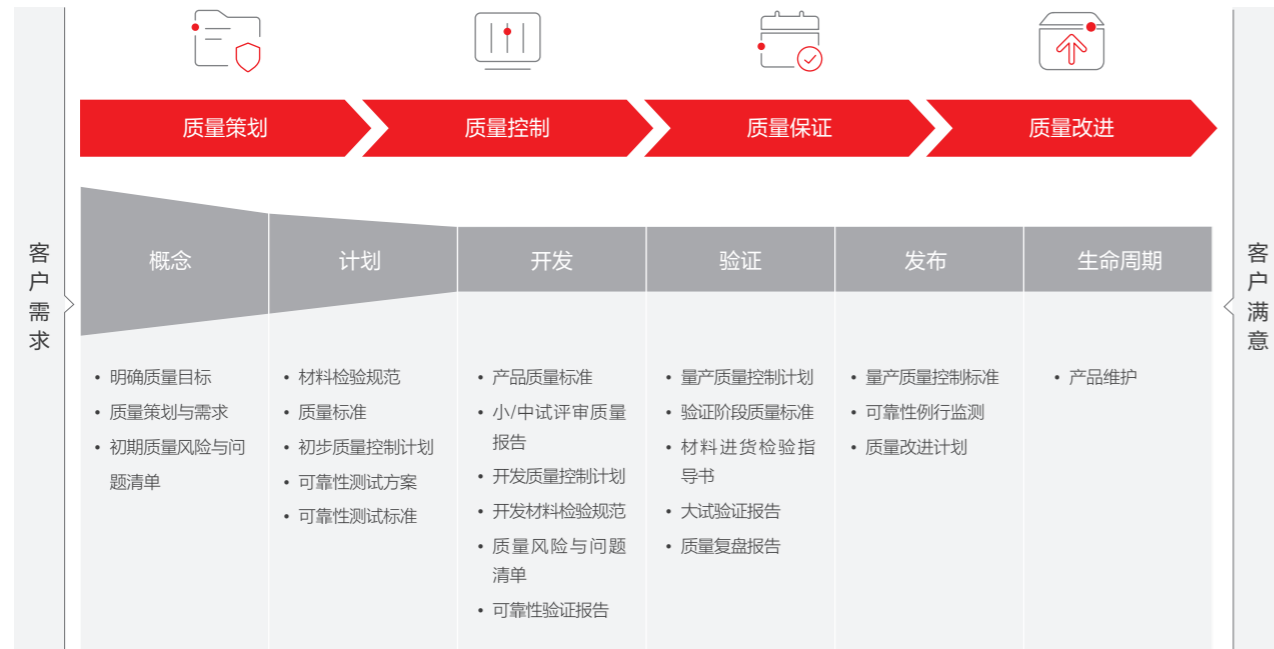 质量策划
质量控制
质量保证
质量改进
客户需求
概念
计划
开发
验证
发布
生命周期
客户满意
• 明确质量目标
• 质量策划与需求
• 初期质量风险与问
题清单
• 材料检验规范
• 质量标准
• 初步质量控制计划
• 可靠性测试方案
• 可靠性测试标准
• 产品质量标准
• 小/中试评审质量
报告
• 开发质量控制计划
• 开发材料检验规范
• 质量风险与问题
清单
• 可靠性验证报告
• 量产质量控制计划
• 验证阶段质量标准
• 材料进货检验指
导书
• 大试验证报告
• 质量复盘报告
• 量产质量控制标准
• 可靠性例行监测
• 质量改进计划
• 产品维护